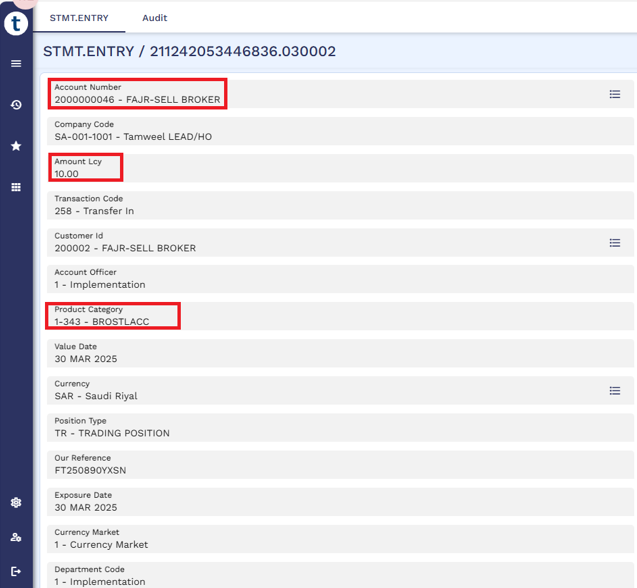 t
STMT.ENTRY
Audit
STMT.ENTRY / 211242053446836.030002
Account Number
2000000046 - FAJR-SELL BROKER
Company Code
SA-001-1001 - Tamweel LEAD/HO
Amount Lcy
10.00
Transaction Code
258 - Transfer In
Customer Id
200002 - FAJR-SELL BROKER
Account Officer
1 - Implementation
Product Category
1-343 - BROSTLACC
Value Date
30 MAR 2025
Currency
SAR - Saudi Riyal
Position Type
TR - TRADING POSITION
Our Reference
FT250890YXSN
Exposure Date
30 MAR 2025
Currency Market
1 - Currency Market
Department Code
1 - Implementation